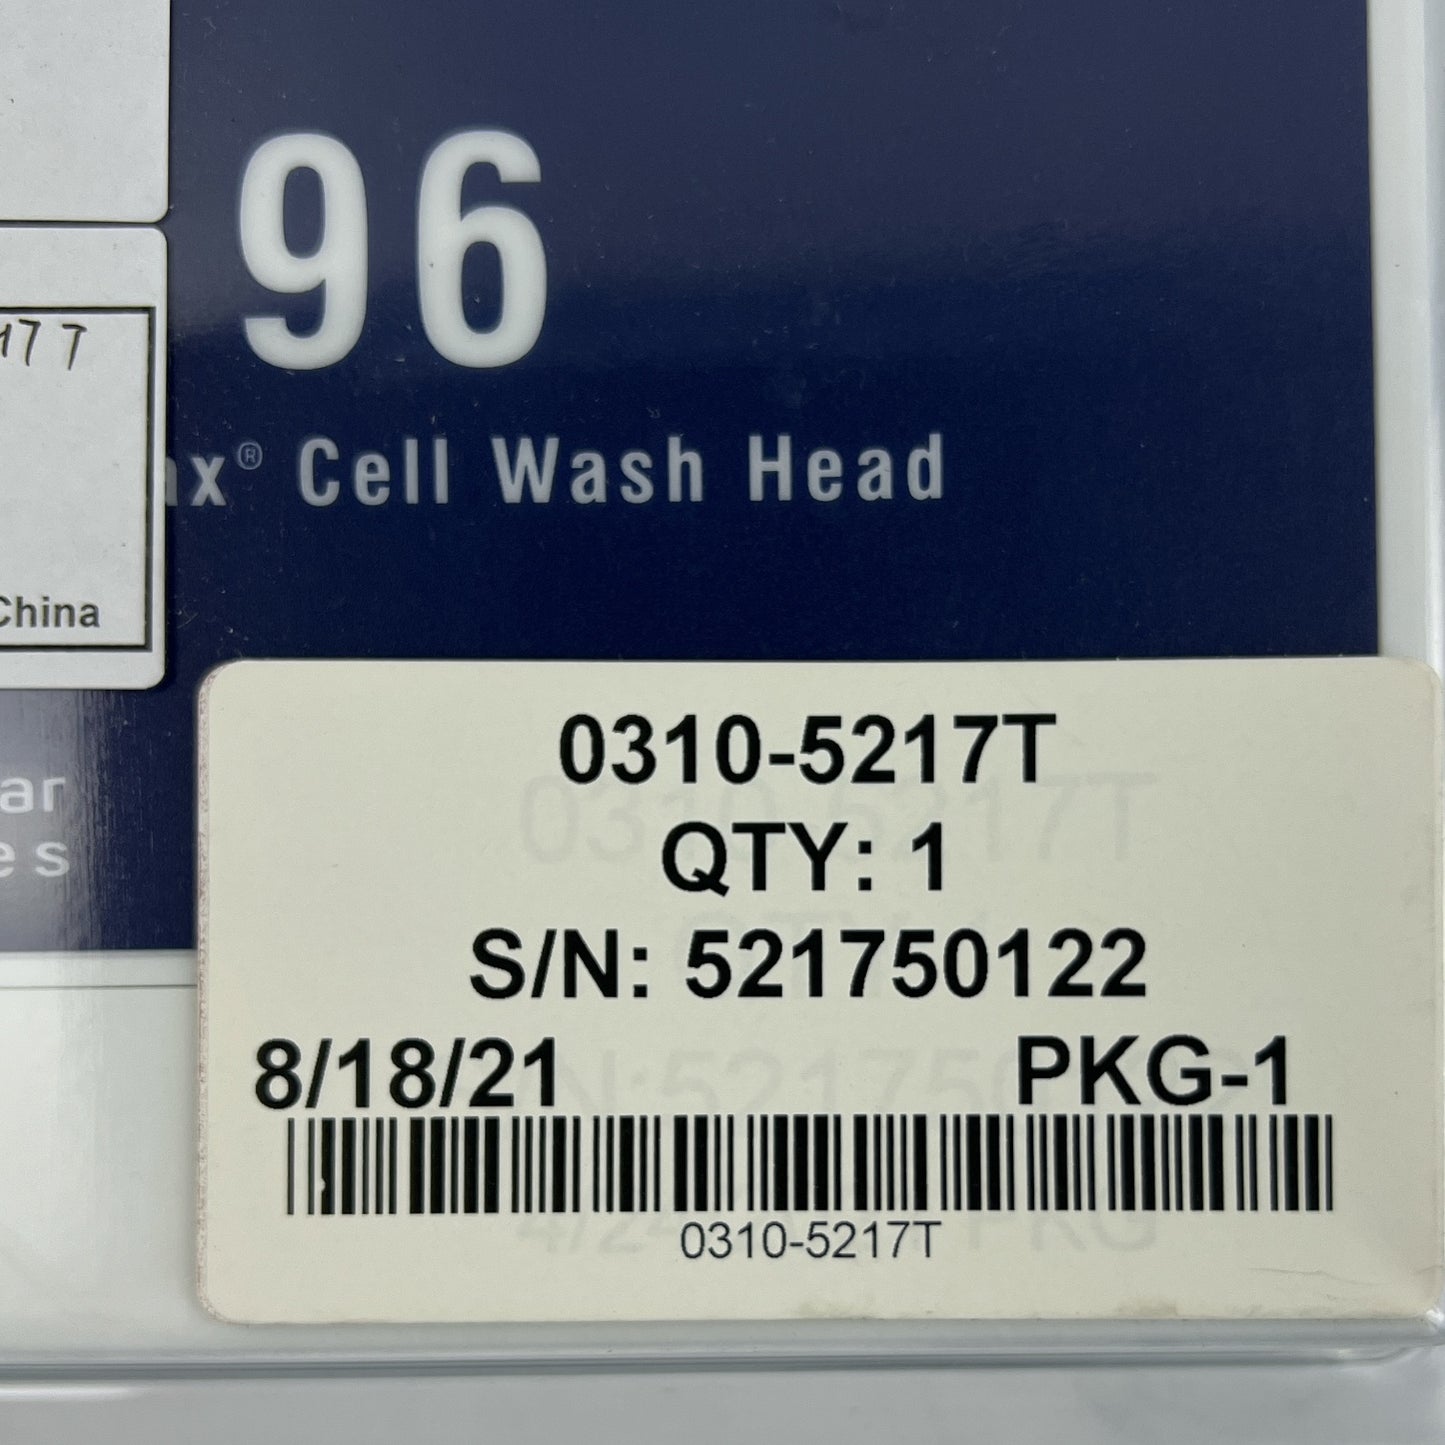 96
Cell Wash Head
China
0310-5217T
QTY: 1
S/N: 521750122
8/18/21 PKG-1
0310-5217T